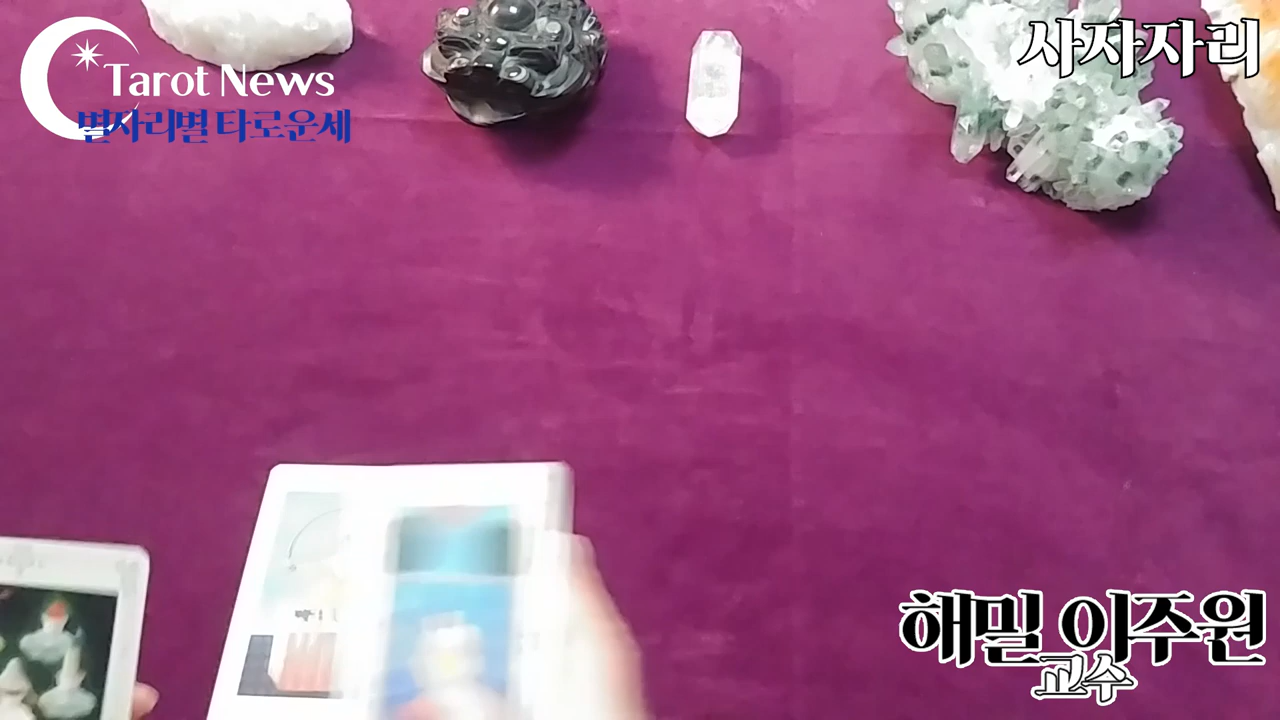 Tarot News
별자리별 타로운세
사자자리
해밀 이주원
교수